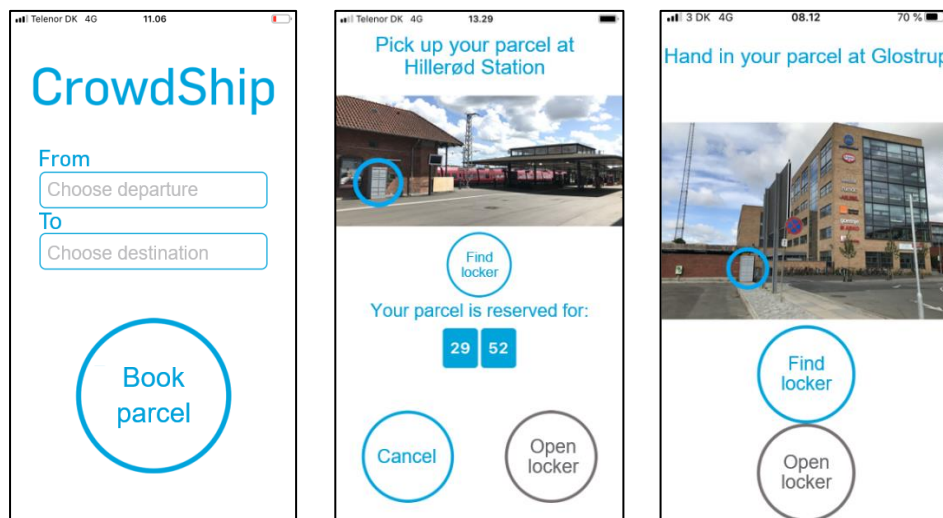 Telenor DK 4G 11.06
CrowdShip
From
Choose departure
To
Choose destination
Book
parcel
Telenor DK 4G 13.29
Pick up your parcel at
Hillerød Station
Find
locker
Your parcel is reserved for:
29 52
Cancel
Open
locker
3 DK 4G 08.12 70 %
Hand in your parcel at Glostrup
Find
locker
Open
locker